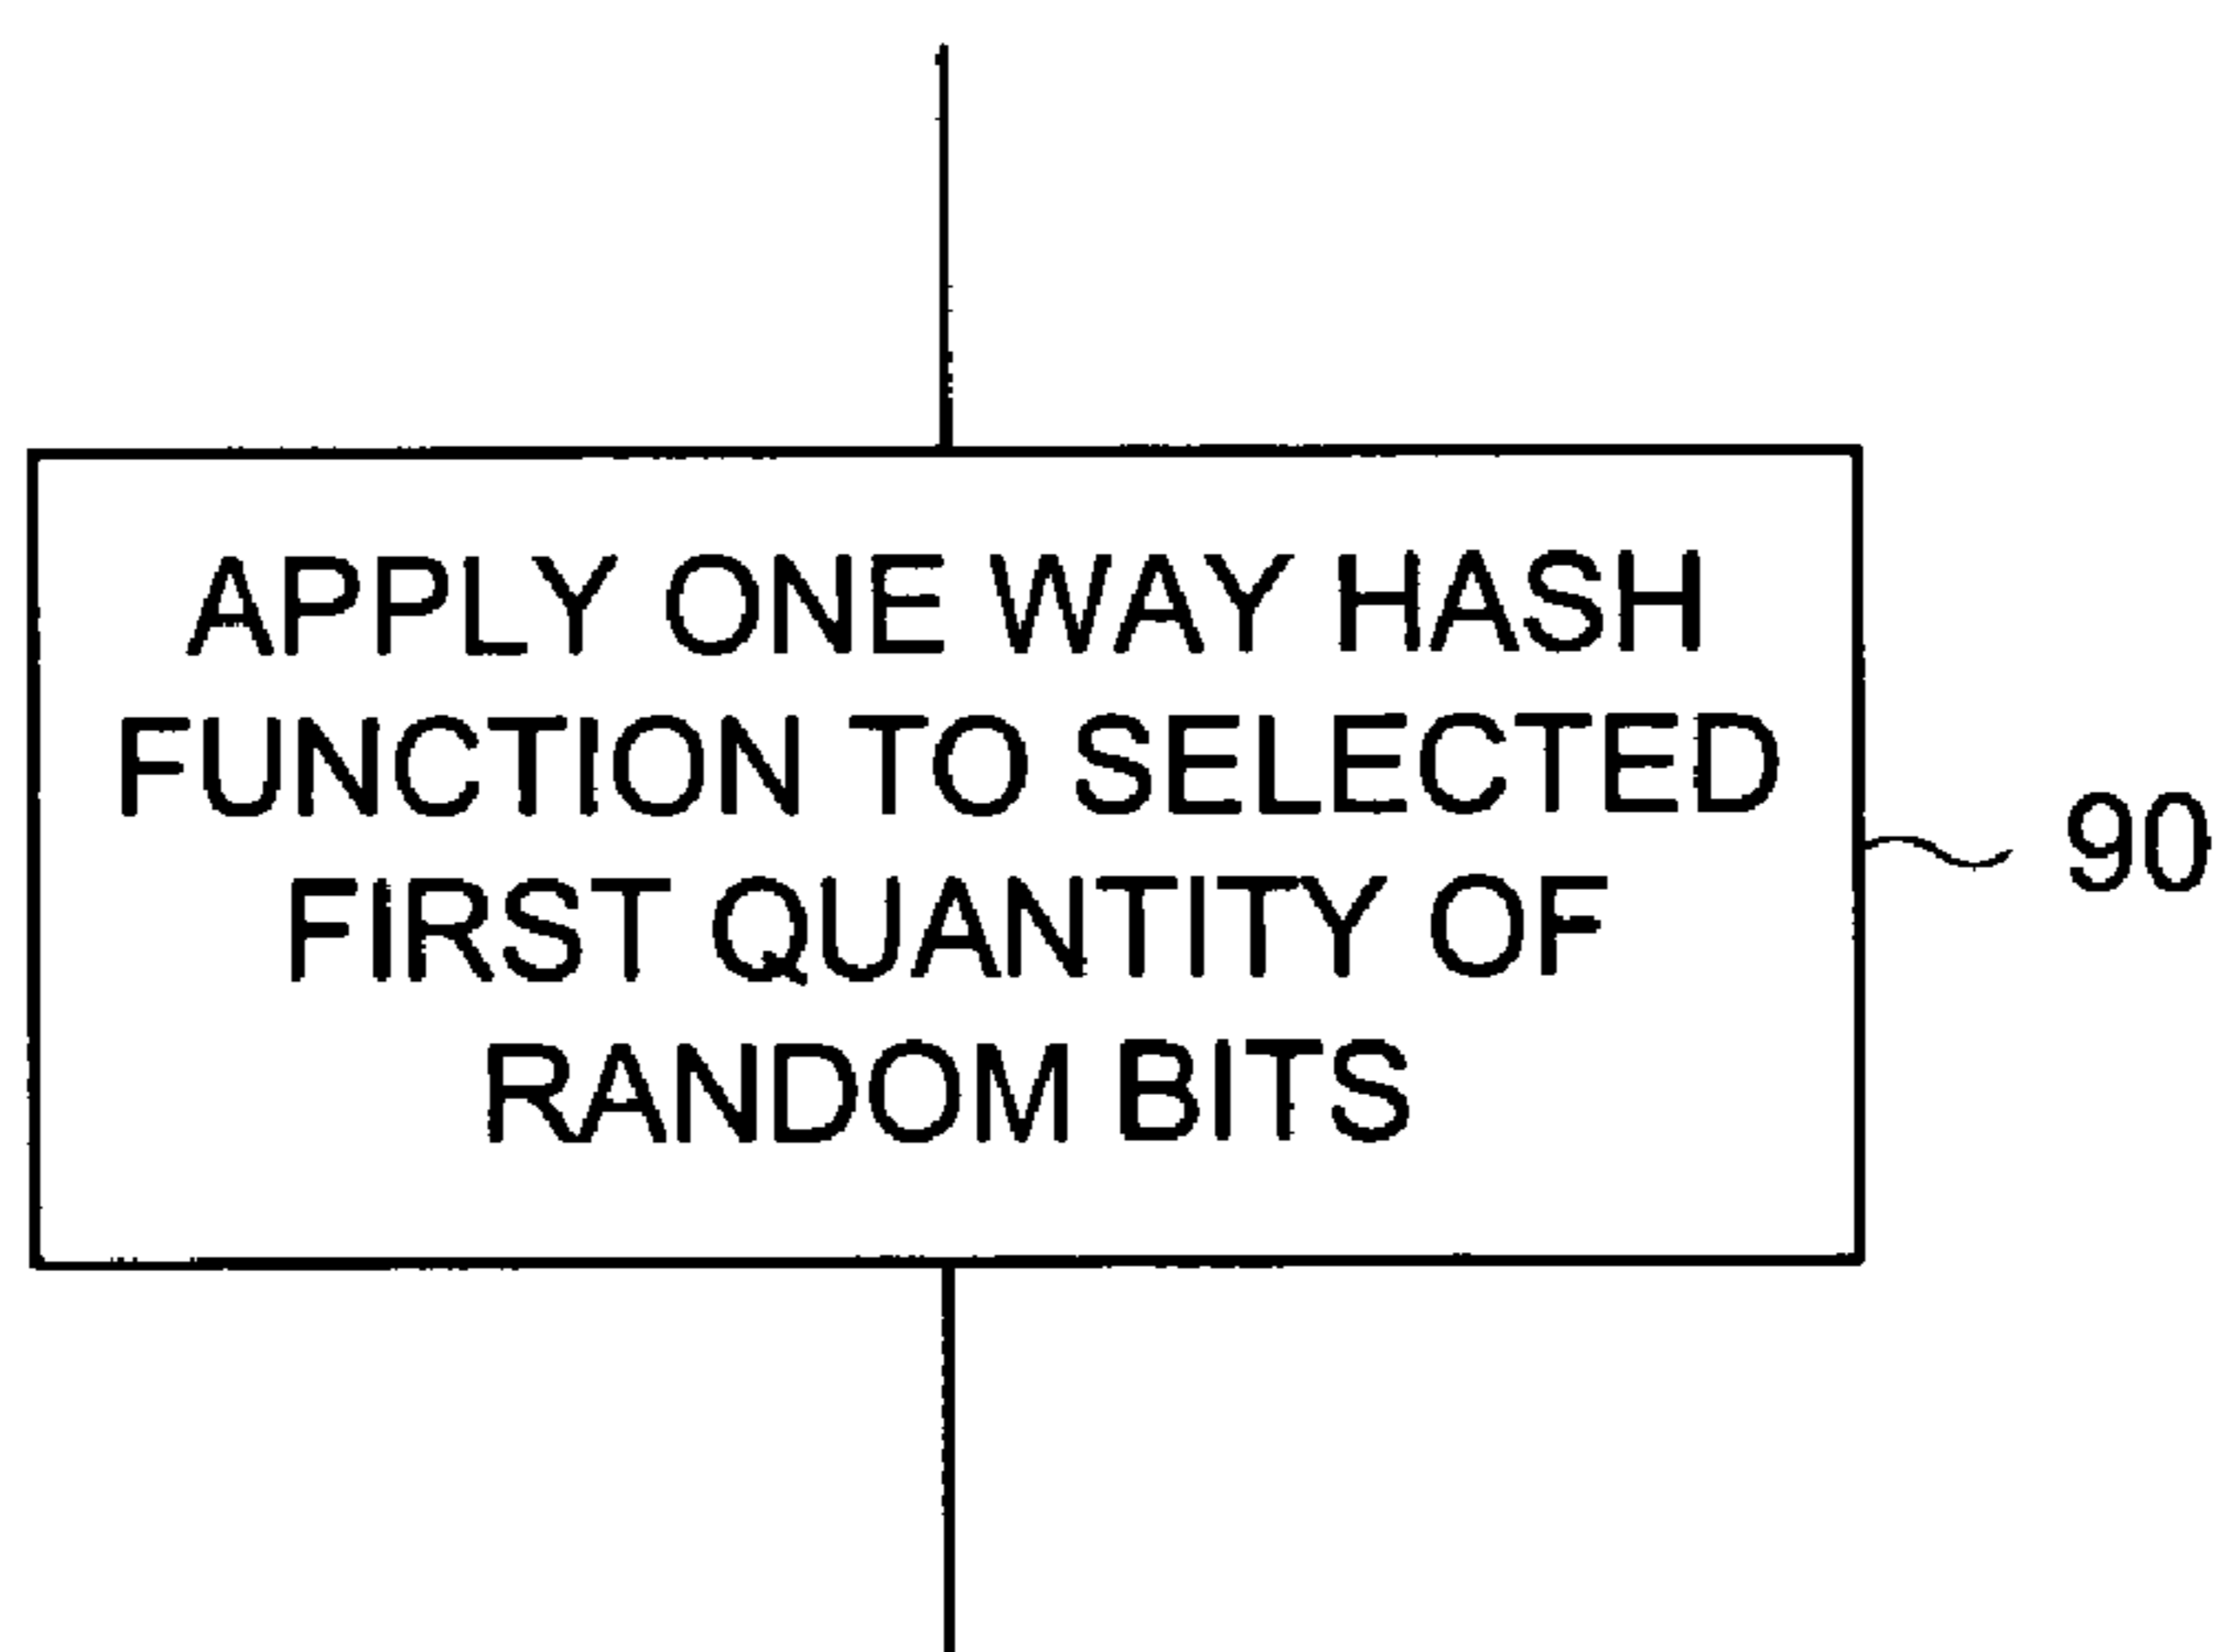 APPLY ONE WAY HASH
FUNCTION TO SELECTED
FIRST QUANTITY OF
RANDOM BITS
90